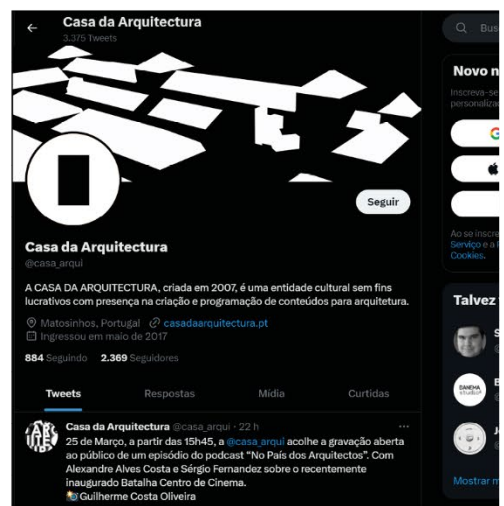 Casa da Arquitectura
3.375 Tweets
Novo n
Inscreva-se
personaliza
Seguir
Casa da Arquitectura
@casa_arqui
A CASA DA ARQUITECTURA, criada em 2007, é uma entidade cultural sem fins
lucrativos com presença na criação e programação de conteúdos para arquitetura.
Matosinhos, Portugal casadaarquitectura.pt
Ingressou em maio de 2017
884 Seguindo 2.369 Seguidores
Tweets Respostas Mídia Curtidas
Casa da Arquitectura @casa_arqui · 22 h
25 de Março, a partir das 15h45, a @casa_arqui acolhe a gravação aberta
ao público de um episódio do podcast “No País dos Arquitectos”. Com
Alexandre Alves Costa e Sérgio Fernandez sobre o recentemente
inaugurado Batalha Centro de Cinema.
Guilherme Costa Oliveira
Bus
Ao se inscre
Serviço e a P
Cookies.
Talvez
Mostrar m